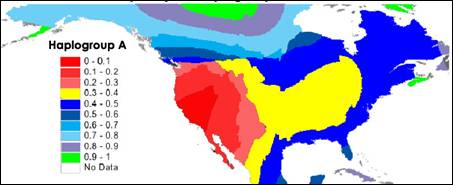 Haplogroup A
0 - 0.1
0.1 - 0.2
0.2 - 0.3
0.3 - 0.4
0.4 - 0.5
0.5 - 0.6
0.6 - 0.7
0.7 - 0.8
0.8 - 0.9
0.9 - 1
No Data